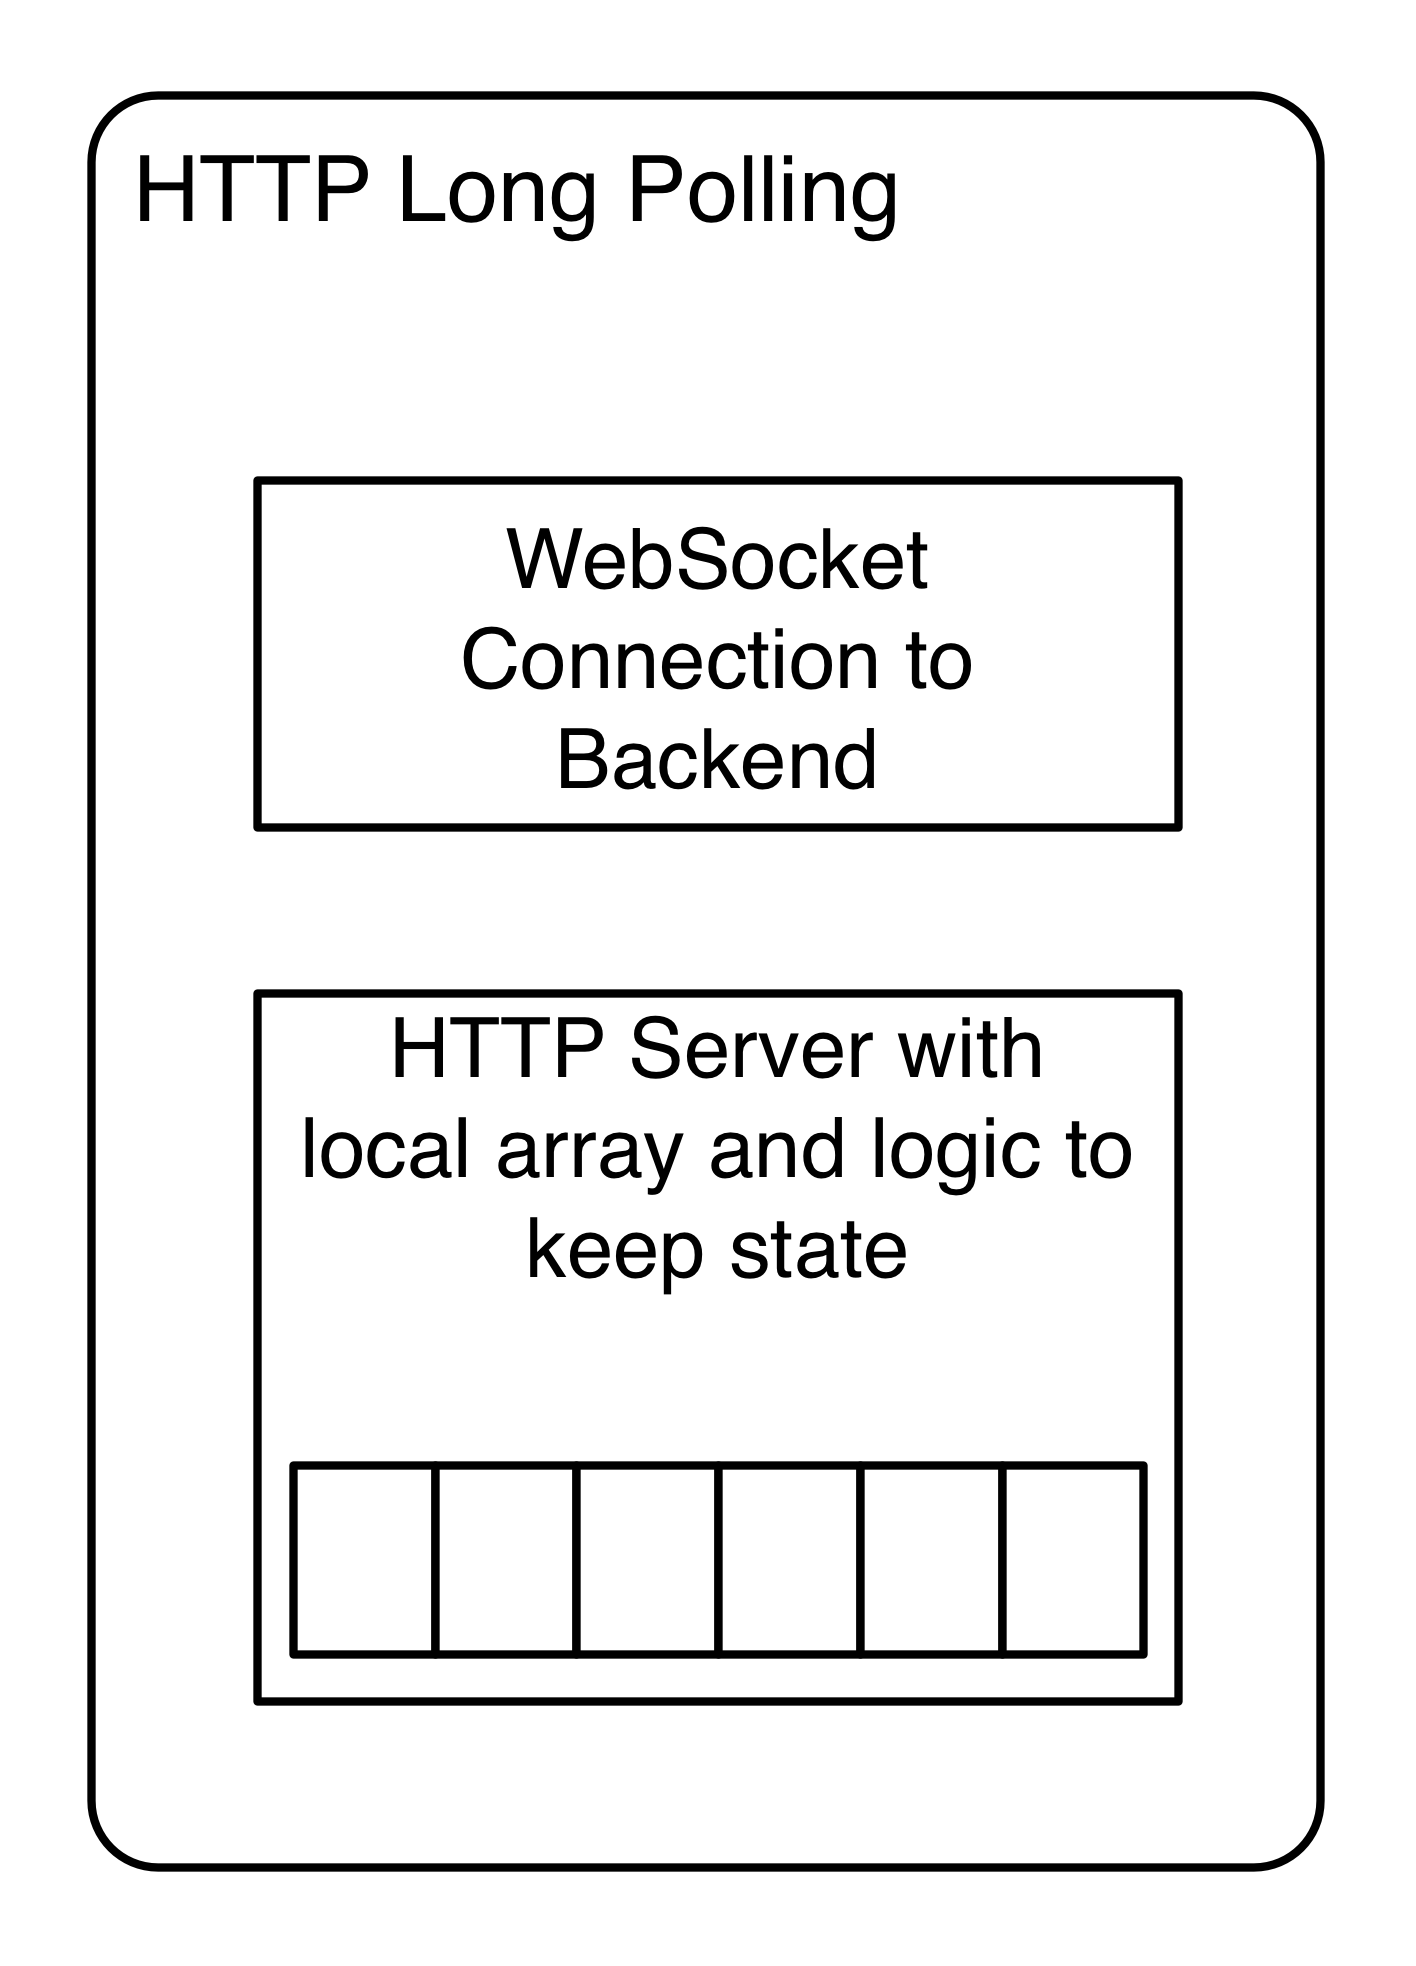 HTTP Long Polling
WebSocket
Connection to
Backend
HTTP Server with
local array and logic to
keep state